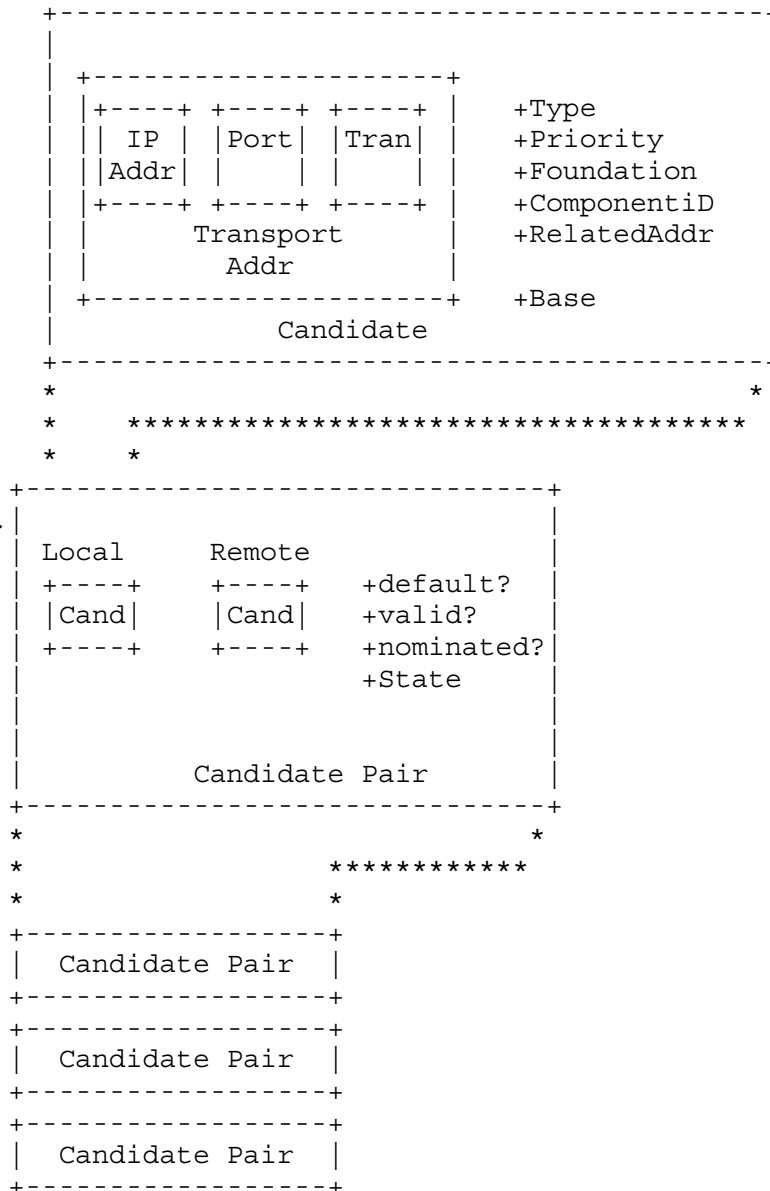 +Type
IP Port Tran +Priority
Addr +Foundation
+ComponentiD
Transport +RelatedAddr
Addr
+Base
Candidate
Local Remote
+default?
Cand Cand +valid?
+nominated?
+State
Candidate Pair
Candidate Pair
Candidate Pair
Candidate Pair